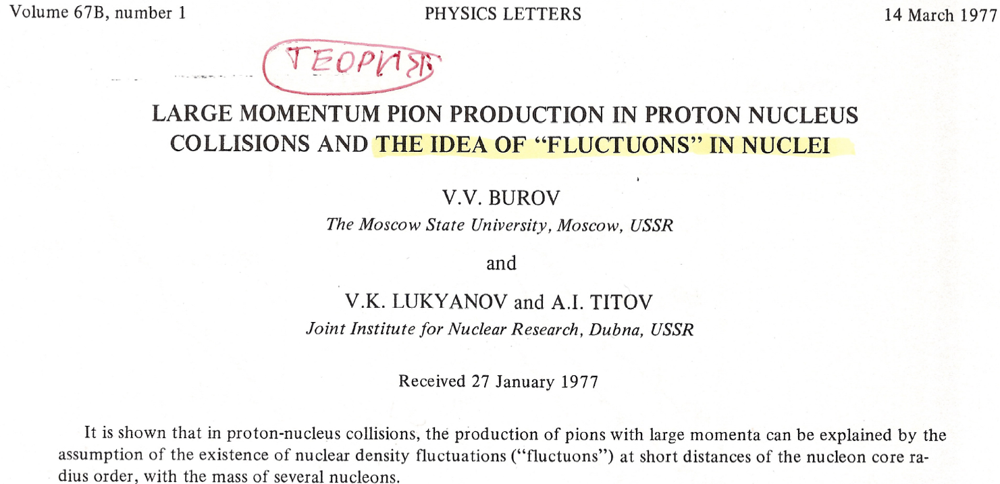 Volume 67B, number 1 PHYSICS LETTERS 14 March 1977
ТЕОРИЯ
LARGE MOMENTUM PION PRODUCTION IN PROTON NUCLEUS
COLLISIONS AND THE IDEA OF “FLUCTUONS” IN NUCLEI
V.V. BUROV
The Moscow State University, Moscow, USSR
and
V.K. LUKYANOV and A.I. TITOV
Joint Institute for Nuclear Research, Dubna, USSR
Received 27 January 1977
It is shown that in proton-nucleus collisions, the production of pions with large momenta can be explained by the
assumption of the existence of nuclear density fluctuations (“fluctuons”) at short distances of the nucleon core ra-
dius order, with the mass of several nucleons.